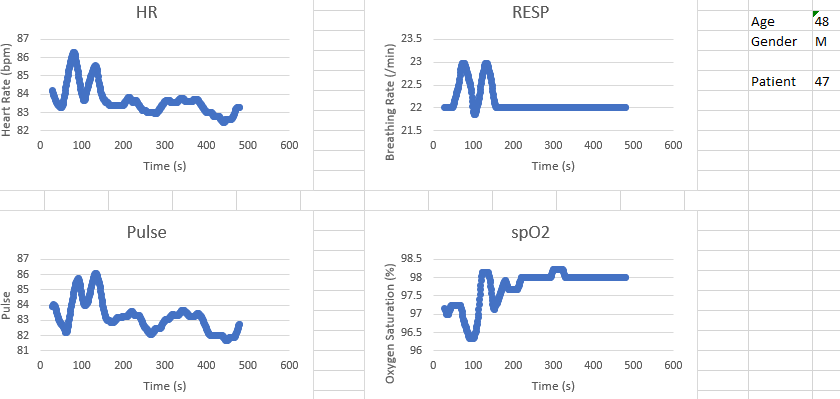 HR
Heart Rate (bpm)
87
86
85
84
83
82
0 100 200 300 400 500 600
Time (s)
RESP
Breathing Rate (/min)
23.5
23
22.5
22
21.5
0 100 200 300 400 500 600
Time (s)
Age 48
Gender M
Patient 47
Pulse
Pulse
87
86
85
84
83
82
81
0 100 200 300 400 500 600
Time (s)
spO2
Oxygen Saturation (%)
98.5
98
97.5
97
96.5
96
0 100 200 300 400 500 600
Time (s)